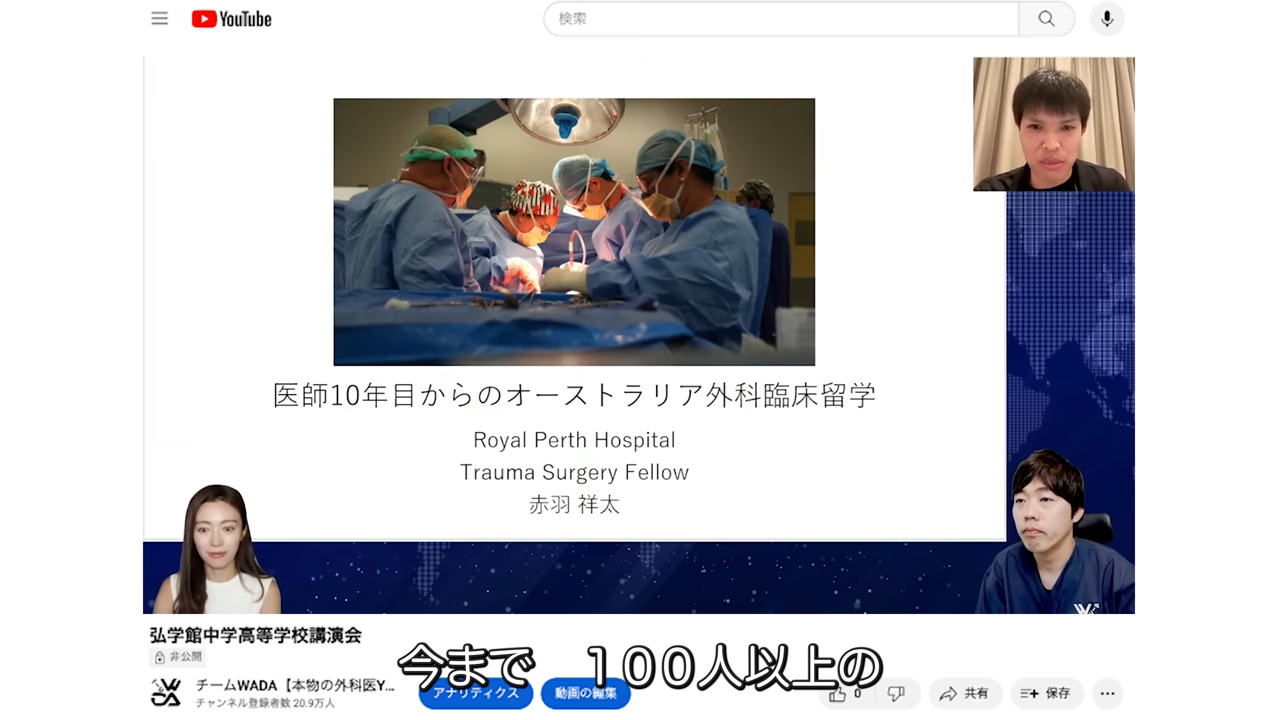 YouTube
検索
医師10年目からのオーストラリア外科臨床留学
Royal Perth Hospital
Trauma Surgery Fellow
赤羽 祥太
弘学館中学高等学校講演会
非公開
今まで 100人以上の
チームWADA【本物の外科医Y...
チャンネル登録者数 20.9万人
アナリティクス
動画の編集
0
共有
保存